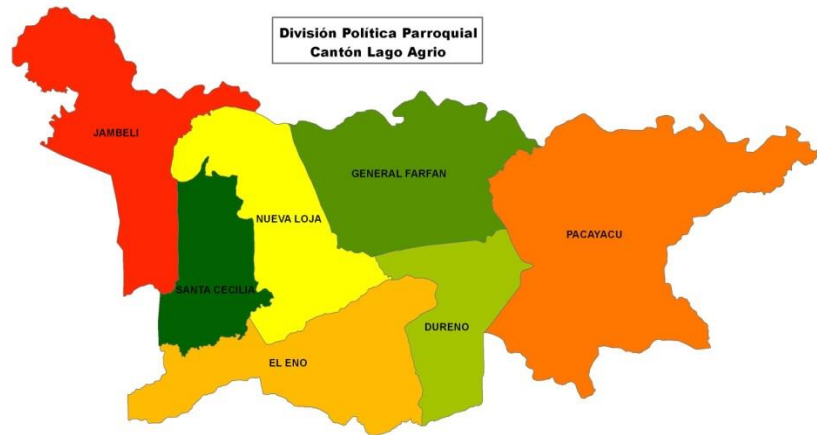 División Política Parroquial
Cantón Lago Agrio
JAMBELI
GENERAL FARFAN
NUEVA LOJA
PACAYACU
SANTA CECILIA
DURENO
EL ENO